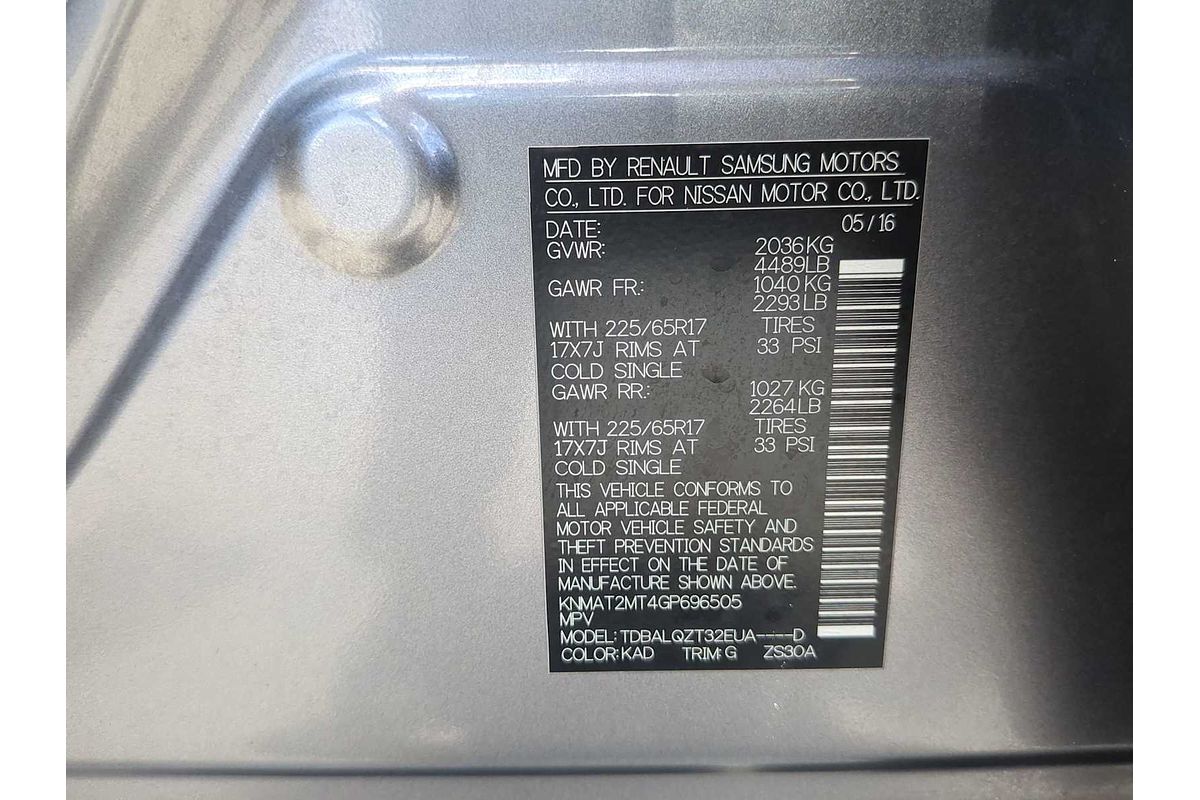 MFD BY RENAULT SAMSUNG MOTORS
CO., LTD. FOR NISSAN MOTOR CO., LTD.
DATE: 05/16
GVWR: 2036KG
4489LB
GAWR FR.: 1040KG
2293LB
WITH 225/65R17 TIRES
17X7J RIMS AT 33 PSI
COLD SINGLE
GAWR RR.: 1027KG
2264LB
WITH 225/65R17 TIRES
17X7J RIMS AT 33 PSI
COLD SINGLE
THIS VEHICLE CONFORMS TO
ALL APPLICABLE FEDERAL
MOTOR VEHICLE SAFETY AND
THEFT PREVENTION STANDARDS
IN EFFECT ON THE DATE OF
MANUFACTURE SHOWN ABOVE.
KNMAT2MT4GP696505
MPV
MODEL: TDBALQZT32EUA----D
COLOR: KAD TRIM: G ZS30A